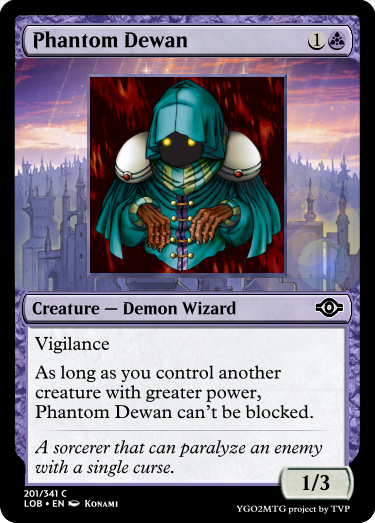 Phantom Dewan 1
Creature — Demon Wizard
Vigilance
As long as you control another
creature with greater power,
Phantom Dewan can't be blocked.
A sorcerer that can paralyze an enemy
with a single curse.
1/3
201/341 C
LOB • EN Konami
YGO2MTG project by TVP